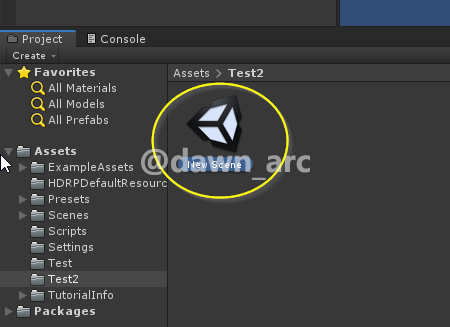 Project
Console
Create
Favorites
All Materials
All Models
All Prefabs
Assets
ExampleAssets
HDRPDefaultResourc
Presets
Scenes
Scripts
Settings
Test
Test2
TutorialInfo
Packages
Assets > Test2
New Scene
@dawn_arc